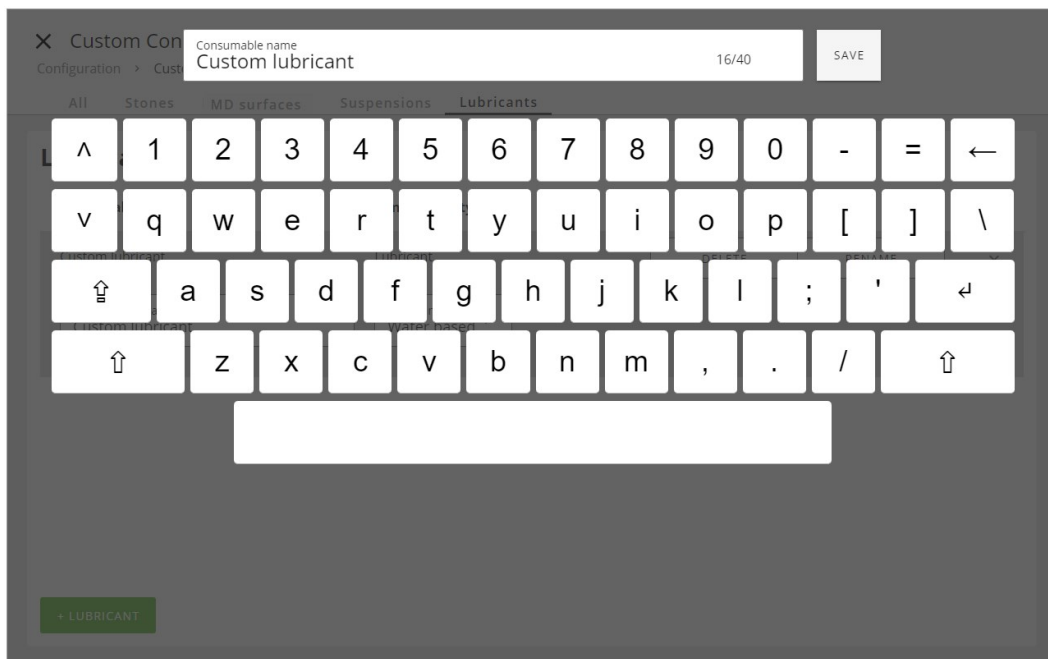 Custom Con
Consumable name
Custom lubricant
16/40
SAVE
Configuration > Custo
All Stones MD surfaces Suspensions Lubricants
^ 1 2 3 4 5 6 7 8 9 0 - = ←
v q w e r t y u i o p [ ] \
Custom lubricant Lubricant DELETE RENAME
⇪ a s d f g h j k l ; ' ↵
Custom lubricant Water based
⇧ z x c v b n m , . / ⇧
+ LUBRICANT